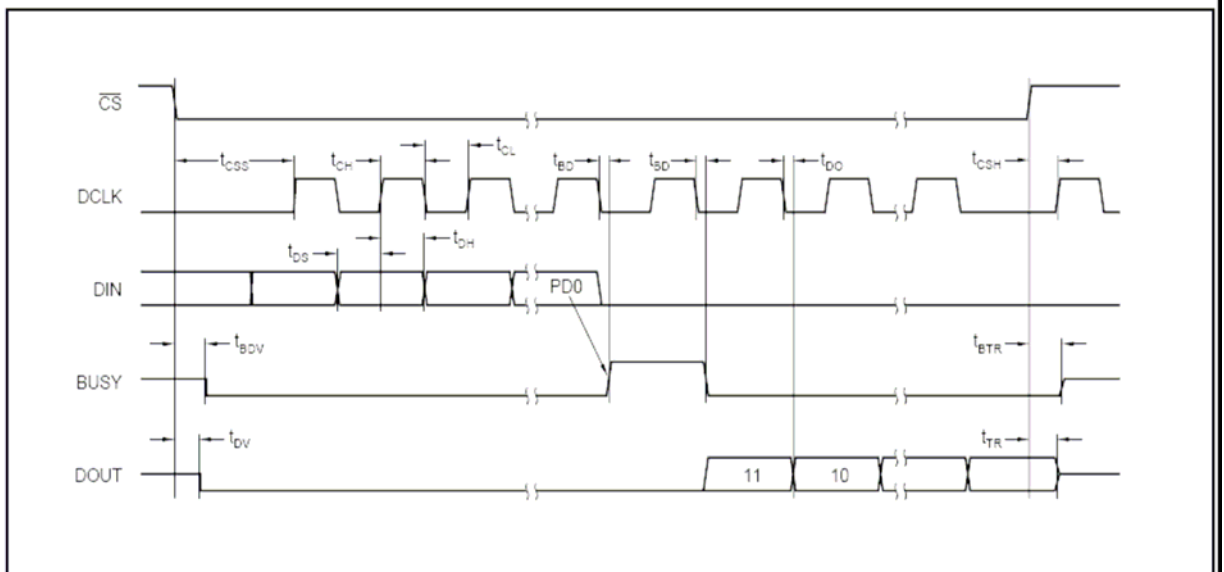 CS
tCSS tCH tCL tBD tBD tDO tCSH
DCLK
tDS tDH
DIN
PD0
tBDV tBTR
BUSY
tDV tTR
DOUT 11 10